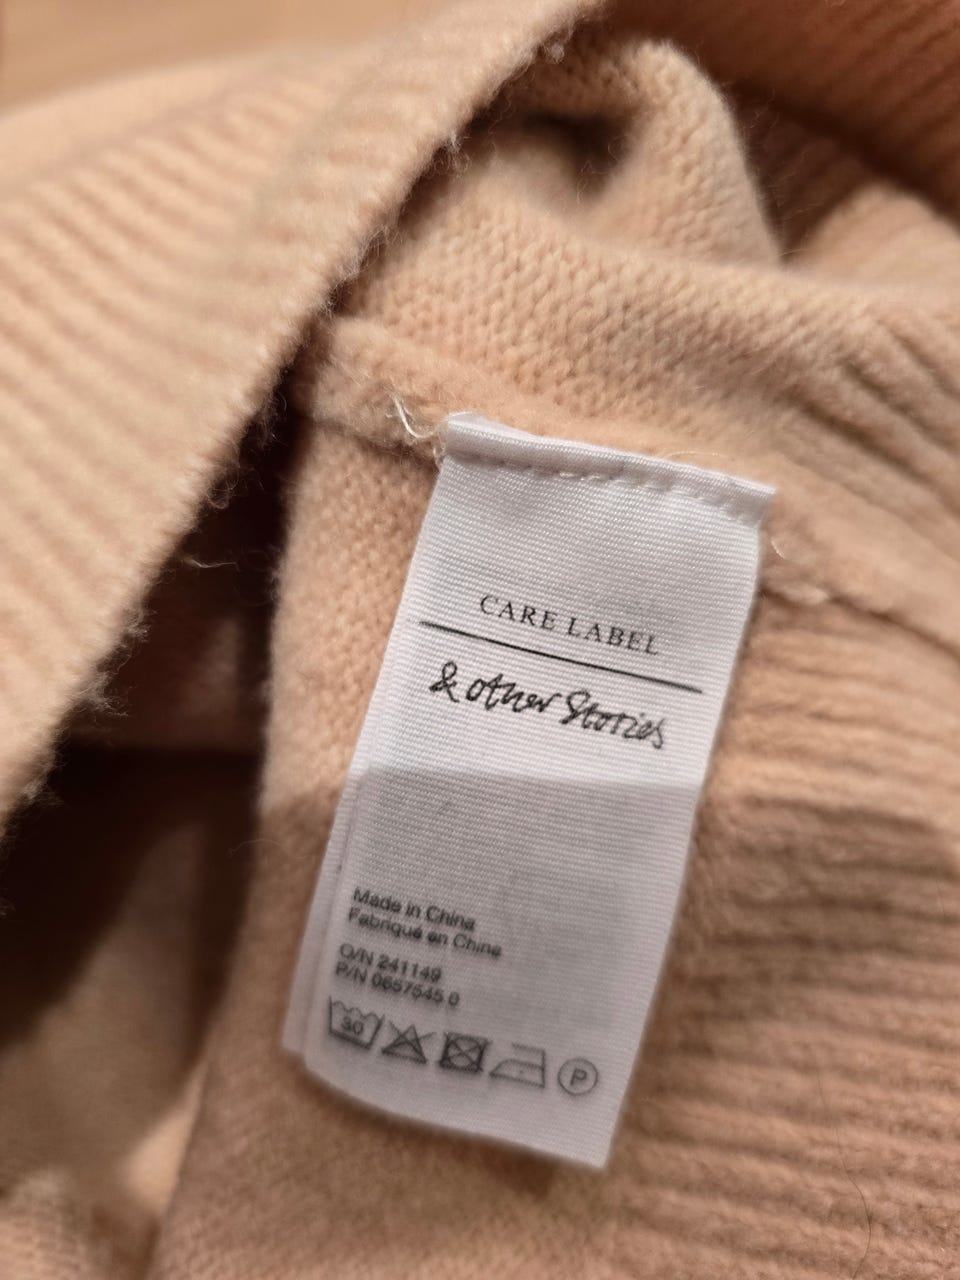 CARE LABEL
& other Stories
Made in China
Fabriqué en Chine
O/N 241149
P/N 0657545 0
30
P